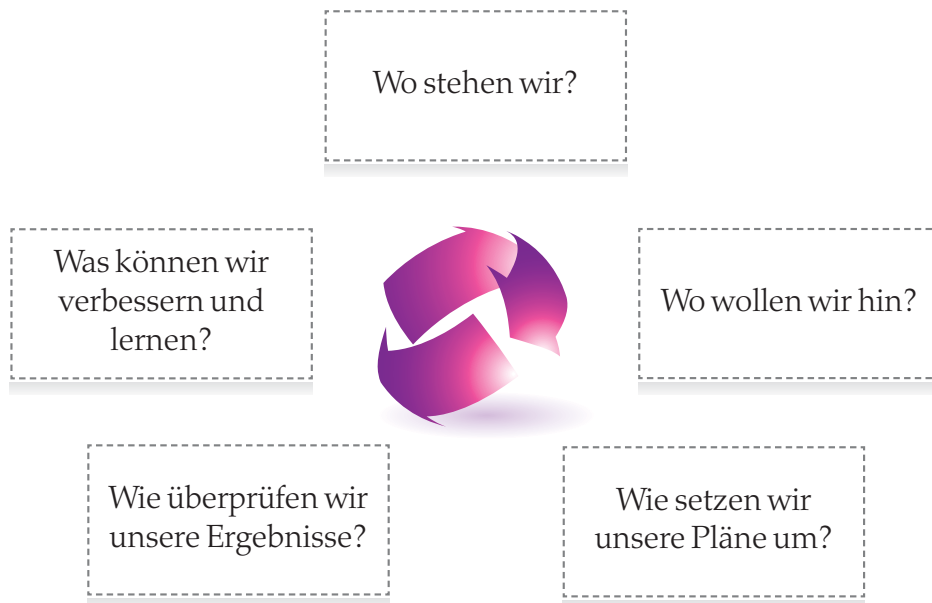 Wo stehen wir?
Wo wollen wir hin?
Wie setzen wir
unsere Pläne um?
Wie überprüfen wir
unsere Ergebnisse?
Was können wir
verbessern und
lernen?